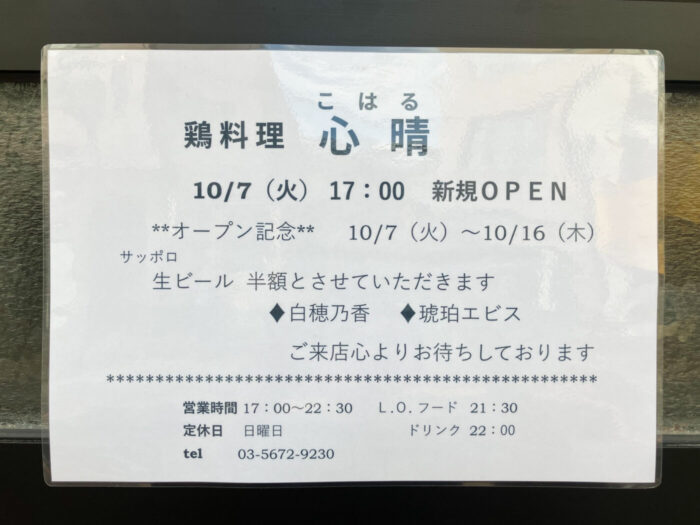 こはる
鶏料理 心晴
10/7（火） 17：00 新規OPEN
**オープン記念** 10/7（火）〜10/16（木）
サッポロ
生ビール 半額とさせていただきます
♦白穂乃香 ♦琥珀エビス
ご来店心よりお待ちしております
**************************************************
営業時間 17：00〜22：30 L.O. フード 21：30
定休日 日曜日 ドリンク 22：00
tel 03-5672-9230